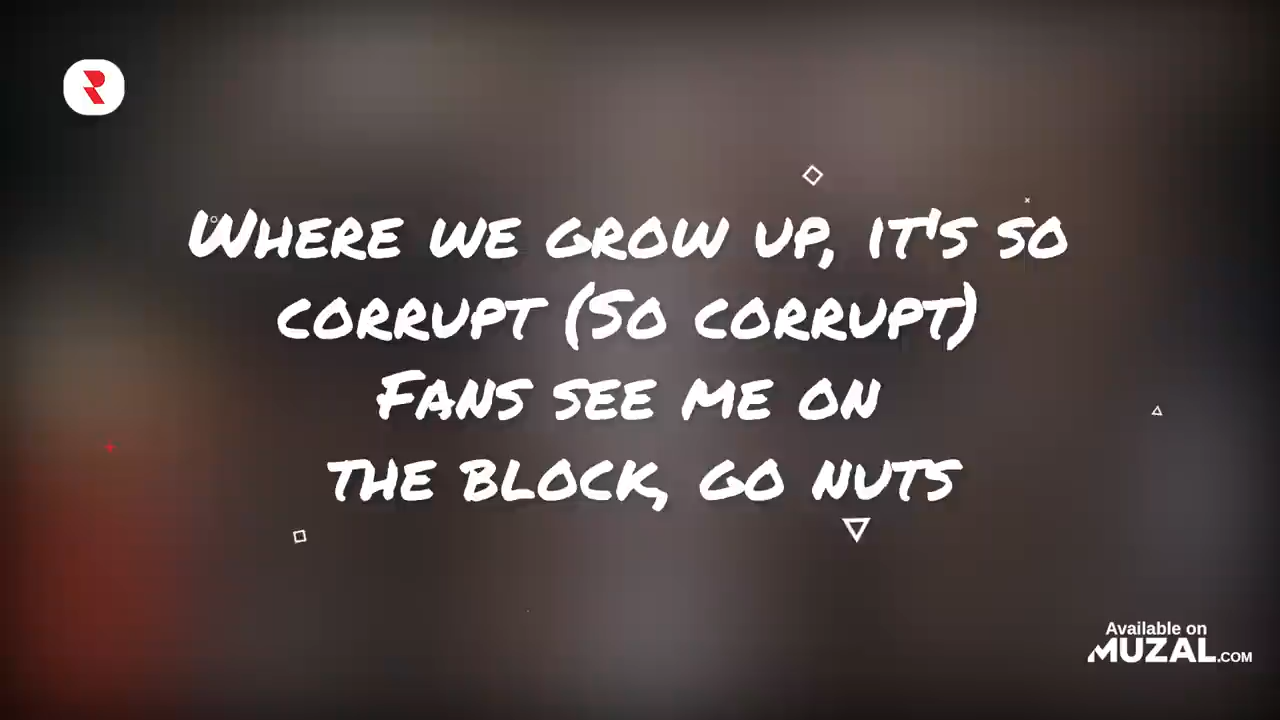 Where we grow up, it's so
corrupt (So corrupt)
Fans see me on
the block, go nuts
Available on
MUZAL.COM